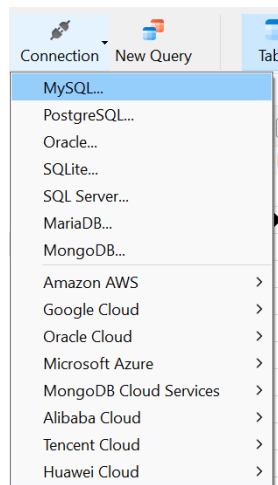 Connection New Query Tab
MySQL...
PostgreSQL...
Oracle...
SQLite...
SQL Server...
MariaDB...
MongoDB...
Amazon AWS
Google Cloud
Oracle Cloud
Microsoft Azure
MongoDB Cloud Services
Alibaba Cloud
Tencent Cloud
Huawei Cloud